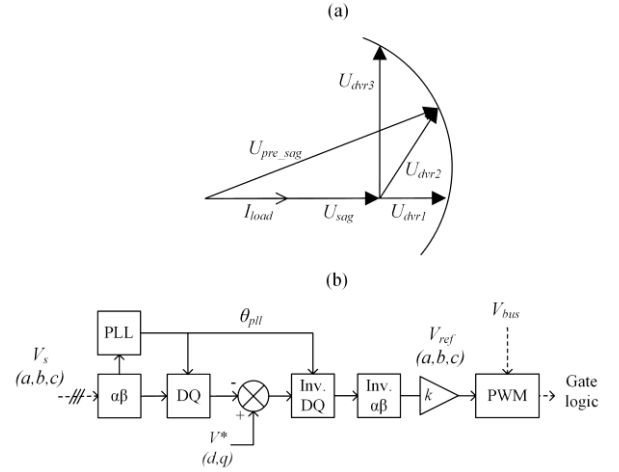 (a)
U_dvr3
U_pre_sag
U_dvr2
I_load
U_sag
U_dvr1
(b)
PLL
θ_pll
V_s
(a,b,c)
αβ
DQ
-
+
V*
(d,q)
Inv.
DQ
Inv.
αβ
V_ref
(a,b,c)
k
V_bus
PWM
Gate
logic